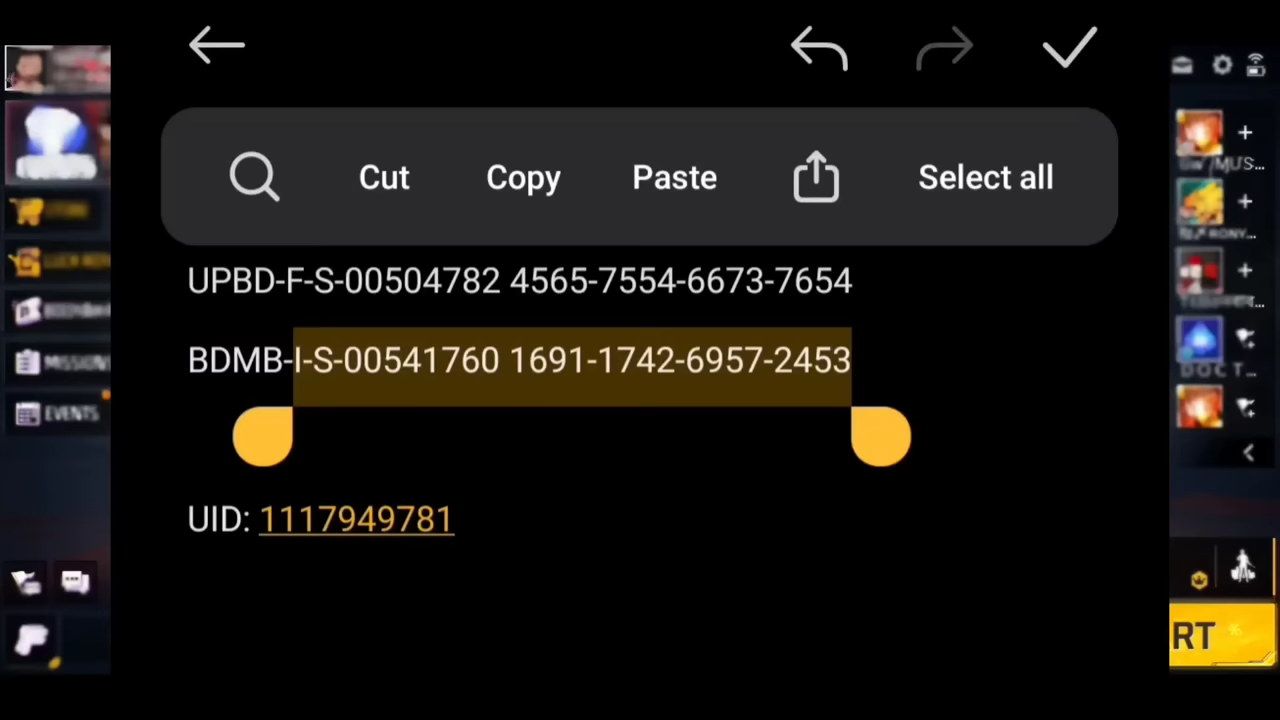 Cut Copy Paste Select all
UPBD-F-S-00504782 4565-7554-6673-7654
BDMB-I-S-00541760 1691-1742-6957-2453
UID: 1117949781
EVENTS
D O C T...
RT